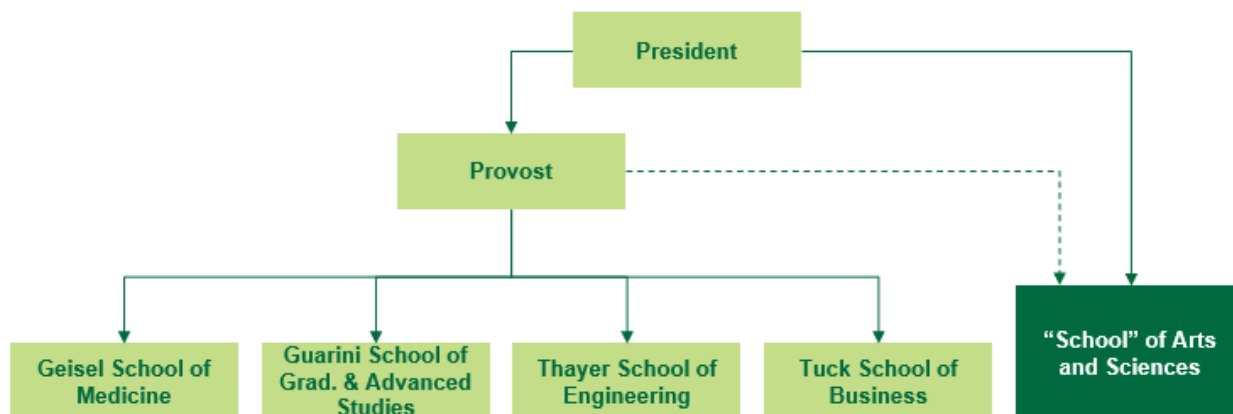 President
Provost
Geisel School of
Medicine
Guarini School of
Grad. & Advanced
Studies
Thayer School of
Engineering
Tuck School of
Business
“School” of Arts
and Sciences